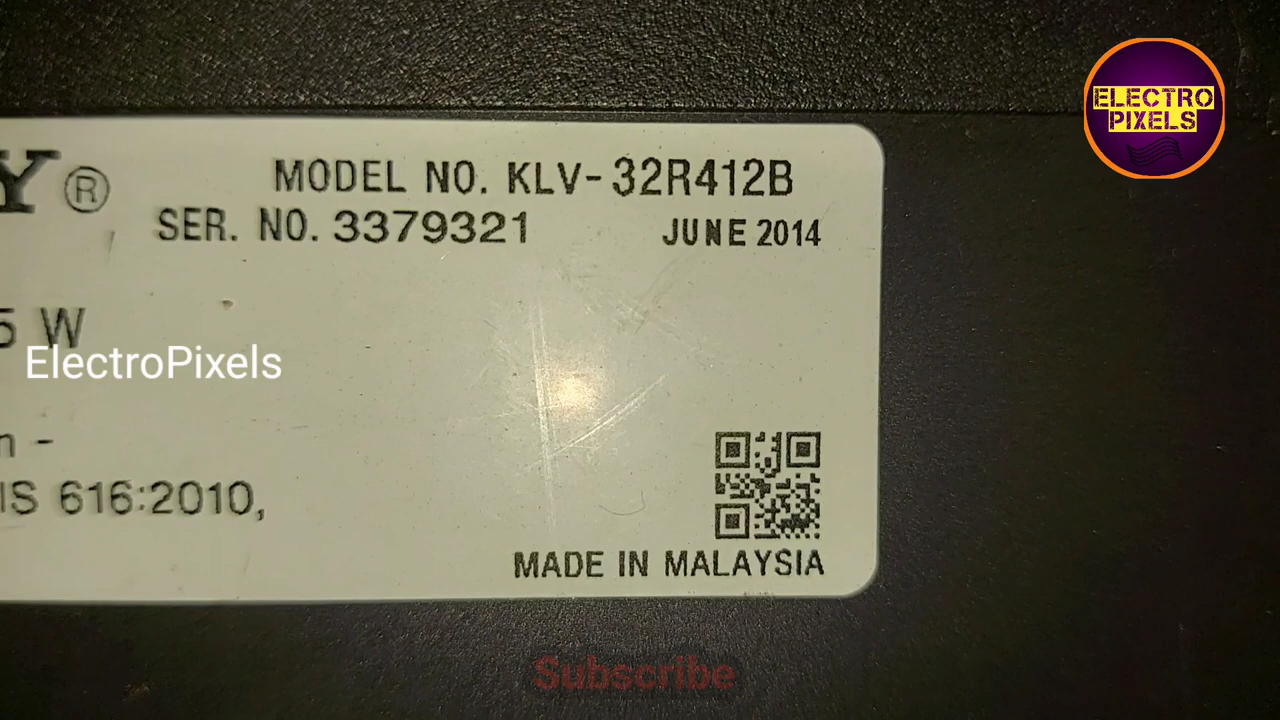 ELECTRO
PIXELS
Y®
MODEL NO. KLV-32R412B
SER. NO. 3379321
JUNE 2014
5 W
ElectroPixels
n -
IS 616:2010,
MADE IN MALAYSIA
Subscribe